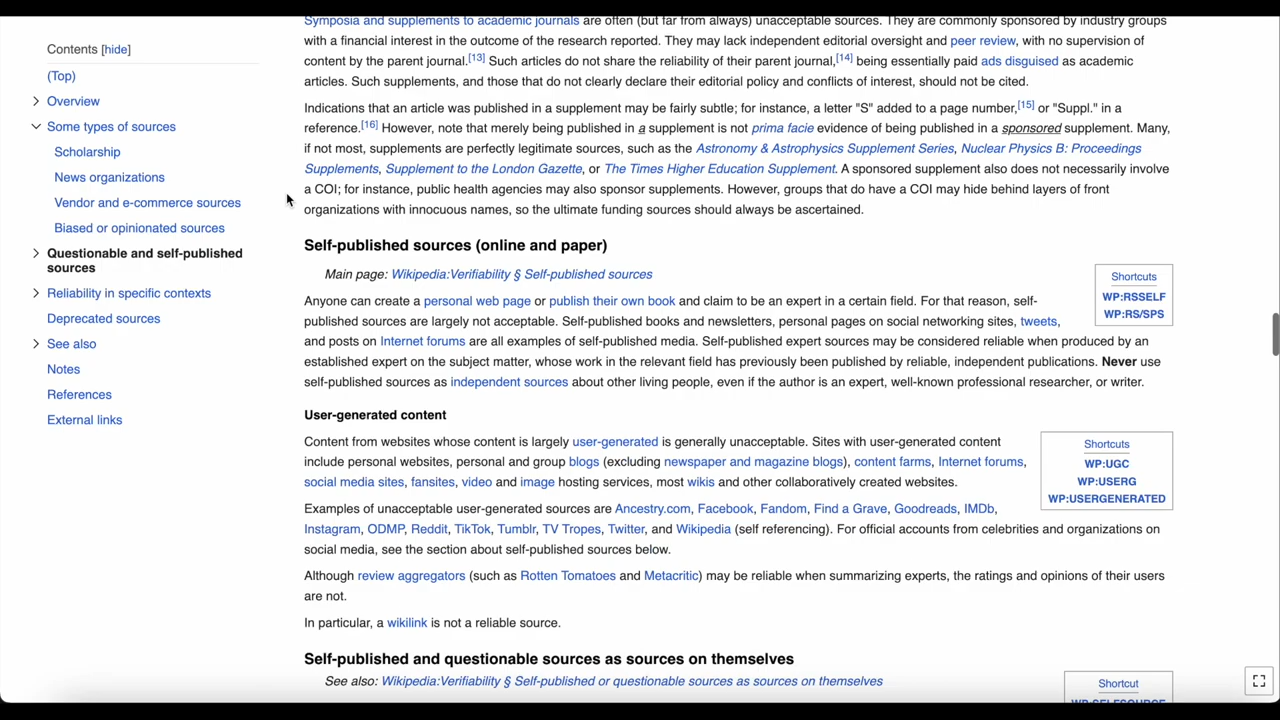 Contents [hide]
(Top)
Overview
Some types of sources
Scholarship
News organizations
Vendor and e-commerce sources
Biased or opinionated sources
Questionable and self-published
sources
Reliability in specific contexts
Deprecated sources
See also
Notes
References
External links
Symposia and supplements to academic journals are often (but far from always) unacceptable sources. They are commonly sponsored by industry groups
with a financial interest in the outcome of the research reported. They may lack independent editorial oversight and peer review, with no supervision of
content by the parent journal.[13] Such articles do not share the reliability of their parent journal,[14] being essentially paid ads disguised as academic
articles. Such supplements, and those that do not clearly declare their editorial policy and conflicts of interest, should not be cited.
Indications that an article was published in a supplement may be fairly subtle; for instance, a letter "S" added to a page number,[15] or "Suppl." in a
reference.[16] However, note that merely being published in a supplement is not prima facie evidence of being published in a sponsored supplement. Many,
if not most, supplements are perfectly legitimate sources, such as the Astronomy & Astrophysics Supplement Series, Nuclear Physics B: Proceedings
Supplements, Supplement to the London Gazette, or The Times Higher Education Supplement. A sponsored supplement also does not necessarily involve
a COI; for instance, public health agencies may also sponsor supplements. However, groups that do have a COI may hide behind layers of front
organizations with innocuous names, so the ultimate funding sources should always be ascertained.
Self-published sources (online and paper)
Main page: Wikipedia:Verifiability § Self-published sources
Shortcuts
WP:RSSELF
WP:RS/SPS
Anyone can create a personal web page or publish their own book and claim to be an expert in a certain field. For that reason, self-
published sources are largely not acceptable. Self-published books and newsletters, personal pages on social networking sites, tweets,
and posts on Internet forums are all examples of self-published media. Self-published expert sources may be considered reliable when produced by an
established expert on the subject matter, whose work in the relevant field has previously been published by reliable, independent publications. Never use
self-published sources as independent sources about other living people, even if the author is an expert, well-known professional researcher, or writer.
User-generated content
Shortcuts
WP:UGC
WP:USERG
WP:USERGENERATED
Content from websites whose content is largely user-generated is generally unacceptable. Sites with user-generated content
include personal websites, personal and group blogs (excluding newspaper and magazine blogs), content farms, Internet forums,
social media sites, fansites, video and image hosting services, most wikis and other collaboratively created websites.
Examples of unacceptable user-generated sources are Ancestry.com, Facebook, Fandom, Find a Grave, Goodreads, IMDb,
Instagram, ODMP, Reddit, TikTok, Tumblr, TV Tropes, Twitter, and Wikipedia (self referencing). For official accounts from celebrities and organizations on
social media, see the section about self-published sources below.
Although review aggregators (such as Rotten Tomatoes and Metacritic) may be reliable when summarizing experts, the ratings and opinions of their users
are not.
In particular, a wikilink is not a reliable source.
Self-published and questionable sources as sources on themselves
See also: Wikipedia:Verifiability § Self-published or questionable sources as sources on themselves
Shortcut